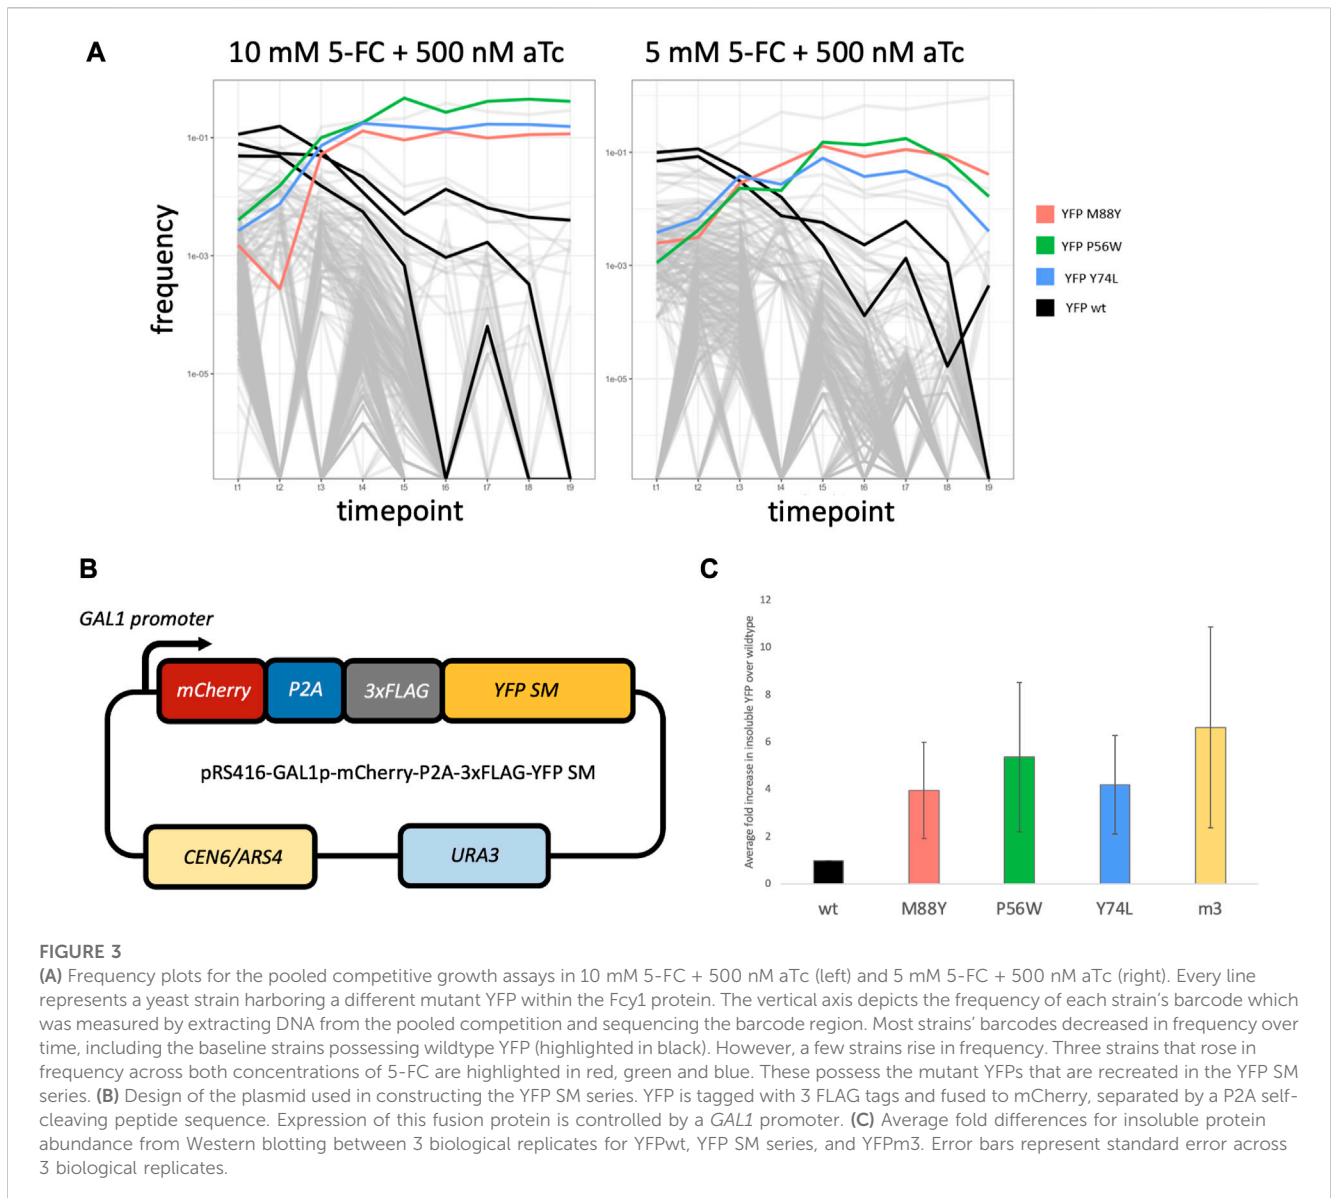 A
10 mM 5-FC + 500 nM aTc
5 mM 5-FC + 500 nM aTc
frequency
1e-01
1e-03
1e-05
t1 t2 t3 t4 t5 t6 t7 t8 t9
timepoint
1e-01
1e-03
1e-05
t1 t2 t3 t4 t5 t6 t7 t8 t9
timepoint
YFP M88Y
YFP P56W
YFP Y74L
YFP wt
B
GAL1 promoter
mCherry P2A 3xFLAG YFP SM
pRS416-GAL1p-mCherry-P2A-3xFLAG-YFP SM
CEN6/ARS4 URA3
C
Average fold increase in insoluble YFP over wildtype
12
10
8
6
4
2
0
wt M88Y P56W Y74L m3
FIGURE 3
(A) Frequency plots for the pooled competitive growth assays in 10 mM 5-FC + 500 nM aTc (left) and 5 mM 5-FC + 500 nM aTc (right). Every line
represents a yeast strain harboring a different mutant YFP within the Fcy1 protein. The vertical axis depicts the frequency of each strain's barcode which
was measured by extracting DNA from the pooled competition and sequencing the barcode region. Most strains' barcodes decreased in frequency over
time, including the baseline strains possessing wildtype YFP (highlighted in black). However, a few strains rise in frequency. Three strains that rose in
frequency across both concentrations of 5-FC are highlighted in red, green and blue. These possess the mutant YFPs that are recreated in the YFP SM
series. (B) Design of the plasmid used in constructing the YFP SM series. YFP is tagged with 3 FLAG tags and fused to mCherry, separated by a P2A self-
cleaving peptide sequence. Expression of this fusion protein is controlled by a GAL1 promoter. (C) Average fold differences for insoluble protein
abundance from Western blotting between 3 biological replicates for YFPwt, YFP SM series, and YFPm3. Error bars represent standard error across
3 biological replicates.